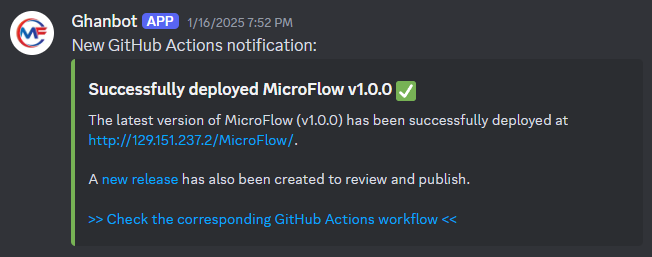 Ghanbot APP 1/16/2025 7:52 PM
New GitHub Actions notification:
Successfully deployed MicroFlow v1.0.0 ✅
The latest version of MicroFlow (v1.0.0) has been successfully deployed at
http://129.151.237.2/MicroFlow/.
A new release has also been created to review and publish.
>> Check the corresponding GitHub Actions workflow <<